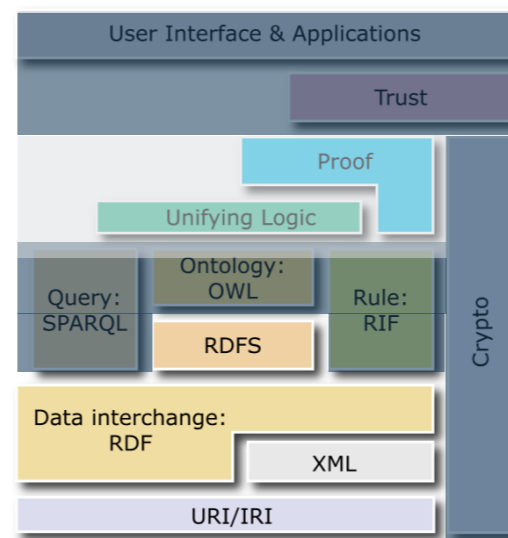 User Interface & Applications
Trust
Proof
Unifying Logic
Ontology:
OWL
Query:
SPARQL
Rule:
RIF
RDFS
Crypto
Data interchange:
RDF
XML
URI/IRI